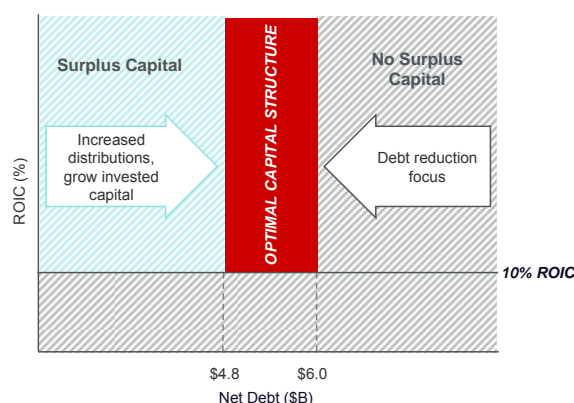 Surplus Capital
No Surplus
Capital
Increased
distributions,
grow invested
capital
OPTIMAL CAPITAL STRUCTURE
Debt reduction
focus
ROIC (%)
10% ROIC
$4.8
$6.0
Net Debt ($B)